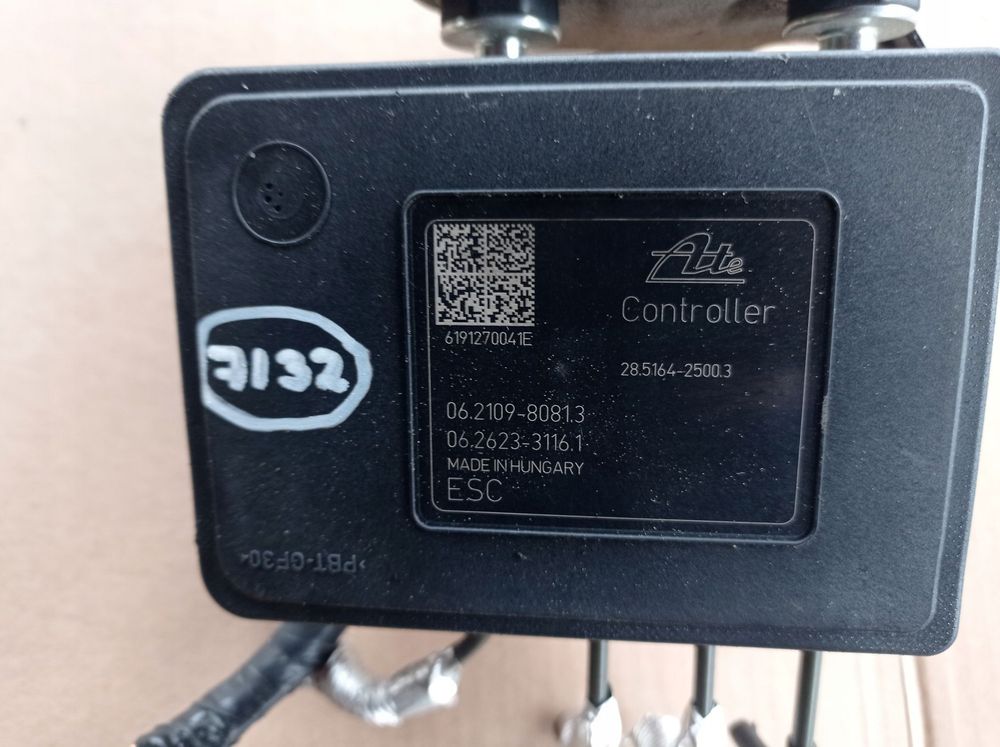 Ate
Controller
6191270041E
28.5164-2500.3
7132
06.2109-8081.3
06.2623-3116.1
MADE IN HUNGARY
ESC
>PBT-GF30<